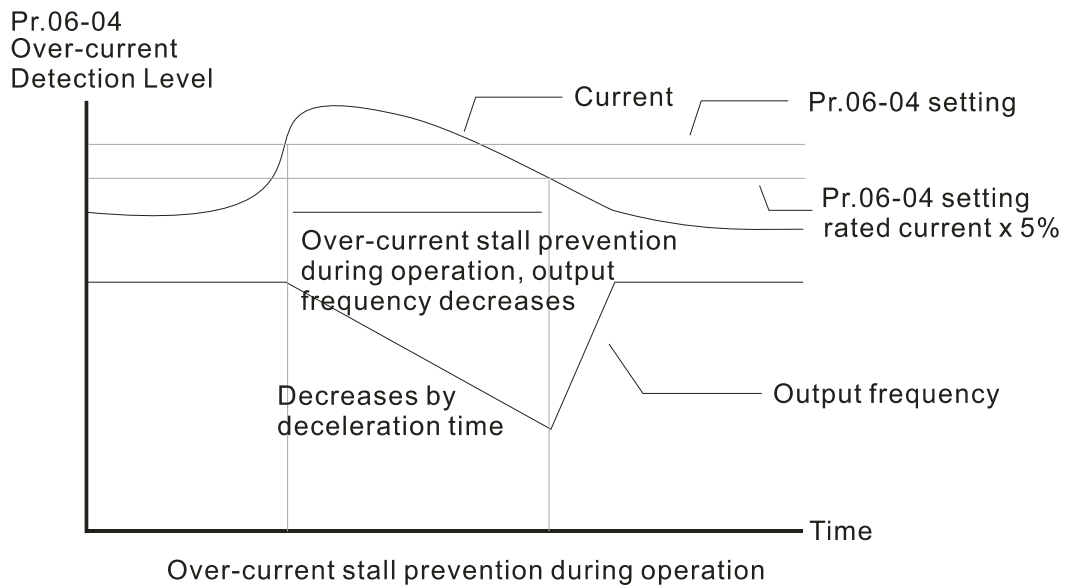 Pr.06-04
Over-current
Detection Level
Current
Pr.06-04 setting
Pr.06-04 setting
rated current x 5%
Over-current stall prevention
during operation, output
frequency decreases
Decreases by
deceleration time
Output frequency
Time
Over-current stall prevention during operation